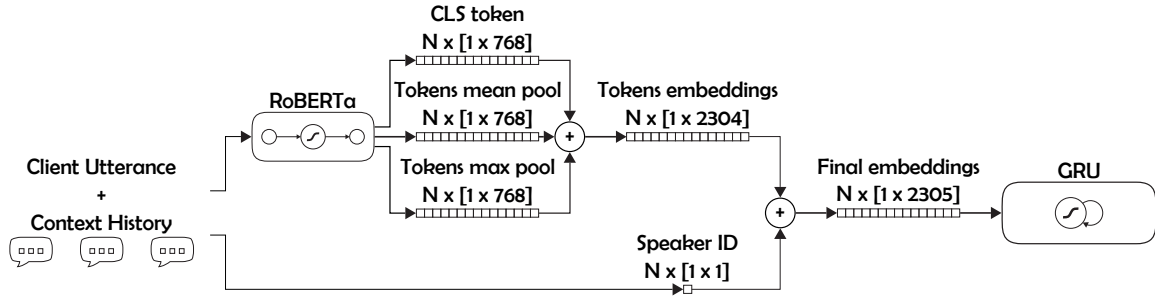 CLS token
N x [1 x 768]
RoBERTa
Tokens mean pool
N x [1 x 768]
Tokens max pool
N x [1 x 768]
+
Tokens embeddings
N x [1 x 2304]
Client Utterance
+
Context History
Speaker ID
N x [1 x 1]
+
Final embeddings
N x [1 x 2305]
GRU